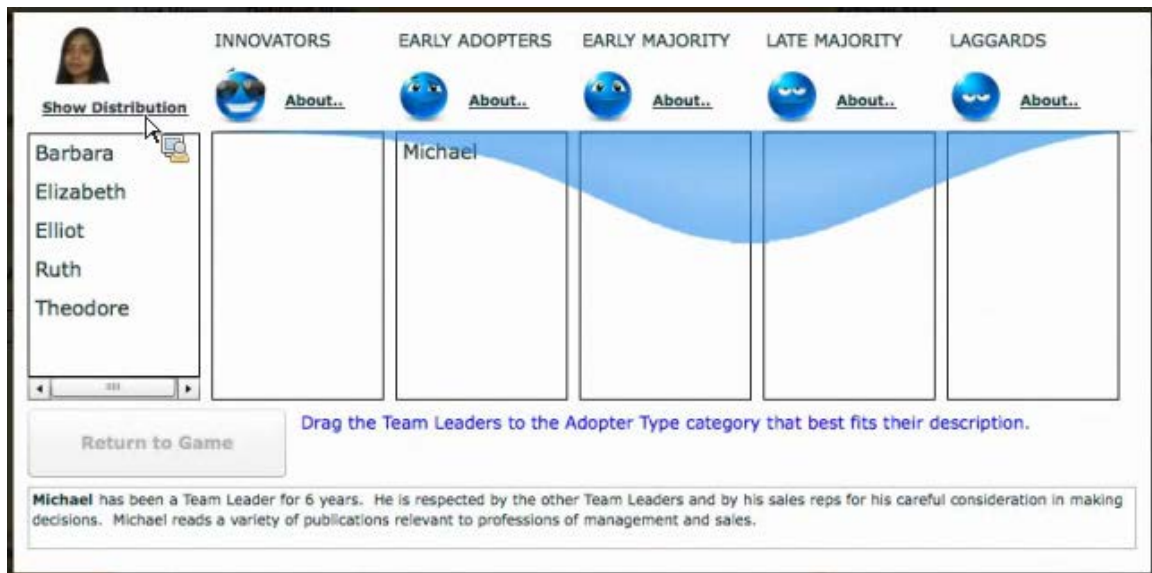 INNOVATORS EARLY ADOPTERS EARLY MAJORITY LATE MAJORITY LAGGARDS
Show Distribution About.. About.. About.. About.. About..
Barbara
Elizabeth
Elliot
Ruth
Theodore
Michael
Drag the Team Leaders to the Adopter Type category that best fits their description.
Return to Game
Michael has been a Team Leader for 6 years. He is respected by the other Team Leaders and by his sales reps for his careful consideration in making
decisions. Michael reads a variety of publications relevant to professions of management and sales.